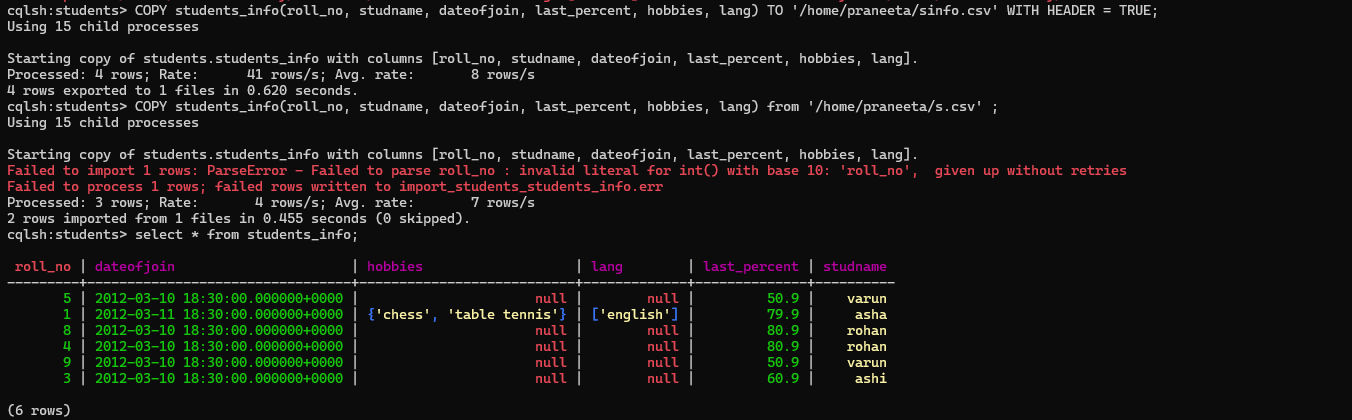 cqlsh:students> COPY students_info(roll_no, studname, dateofjoin, last_percent, hobbies, lang) TO '/home/praneeta/sinfo.csv' WITH HEADER = TRUE;
Using 15 child processes
Starting copy of students.students_info with columns [roll_no, studname, dateofjoin, last_percent, hobbies, lang].
Processed: 4 rows; Rate:      41 rows/s; Avg. rate:       8 rows/s
4 rows exported to 1 files in 0.620 seconds.
cqlsh:students> COPY students_info(roll_no, studname, dateofjoin, last_percent, hobbies, lang) from '/home/praneeta/s.csv' ;
Using 15 child processes
Starting copy of students.students_info with columns [roll_no, studname, dateofjoin, last_percent, hobbies, lang].
Failed to import 1 rows: ParseError - Failed to parse roll_no : invalid literal for int() with base 10: 'roll_no',  given up without retries
Failed to process 1 rows; failed rows written to import_students_students_info.err
Processed: 3 rows; Rate:       4 rows/s; Avg. rate:       7 rows/s
2 rows imported from 1 files in 0.455 seconds (0 skipped).
cqlsh:students> select * from students_info;
 roll_no | dateofjoin                      | hobbies                   | lang        | last_percent | studname
---------+---------------------------------+---------------------------+-------------+--------------+----------
       5 | 2012-03-10 18:30:00.000000+0000 |                      null |        null |         50.9 |    varun
       1 | 2012-03-11 18:30:00.000000+0000 | {'chess', 'table tennis'} | ['english'] |         79.9 |     asha
       8 | 2012-03-10 18:30:00.000000+0000 |                      null |        null |         80.9 |    rohan
       4 | 2012-03-10 18:30:00.000000+0000 |                      null |        null |         80.9 |    rohan
       9 | 2012-03-10 18:30:00.000000+0000 |                      null |        null |         50.9 |    varun
       3 | 2012-03-10 18:30:00.000000+0000 |                      null |        null |         60.9 |     ashi
(6 rows)